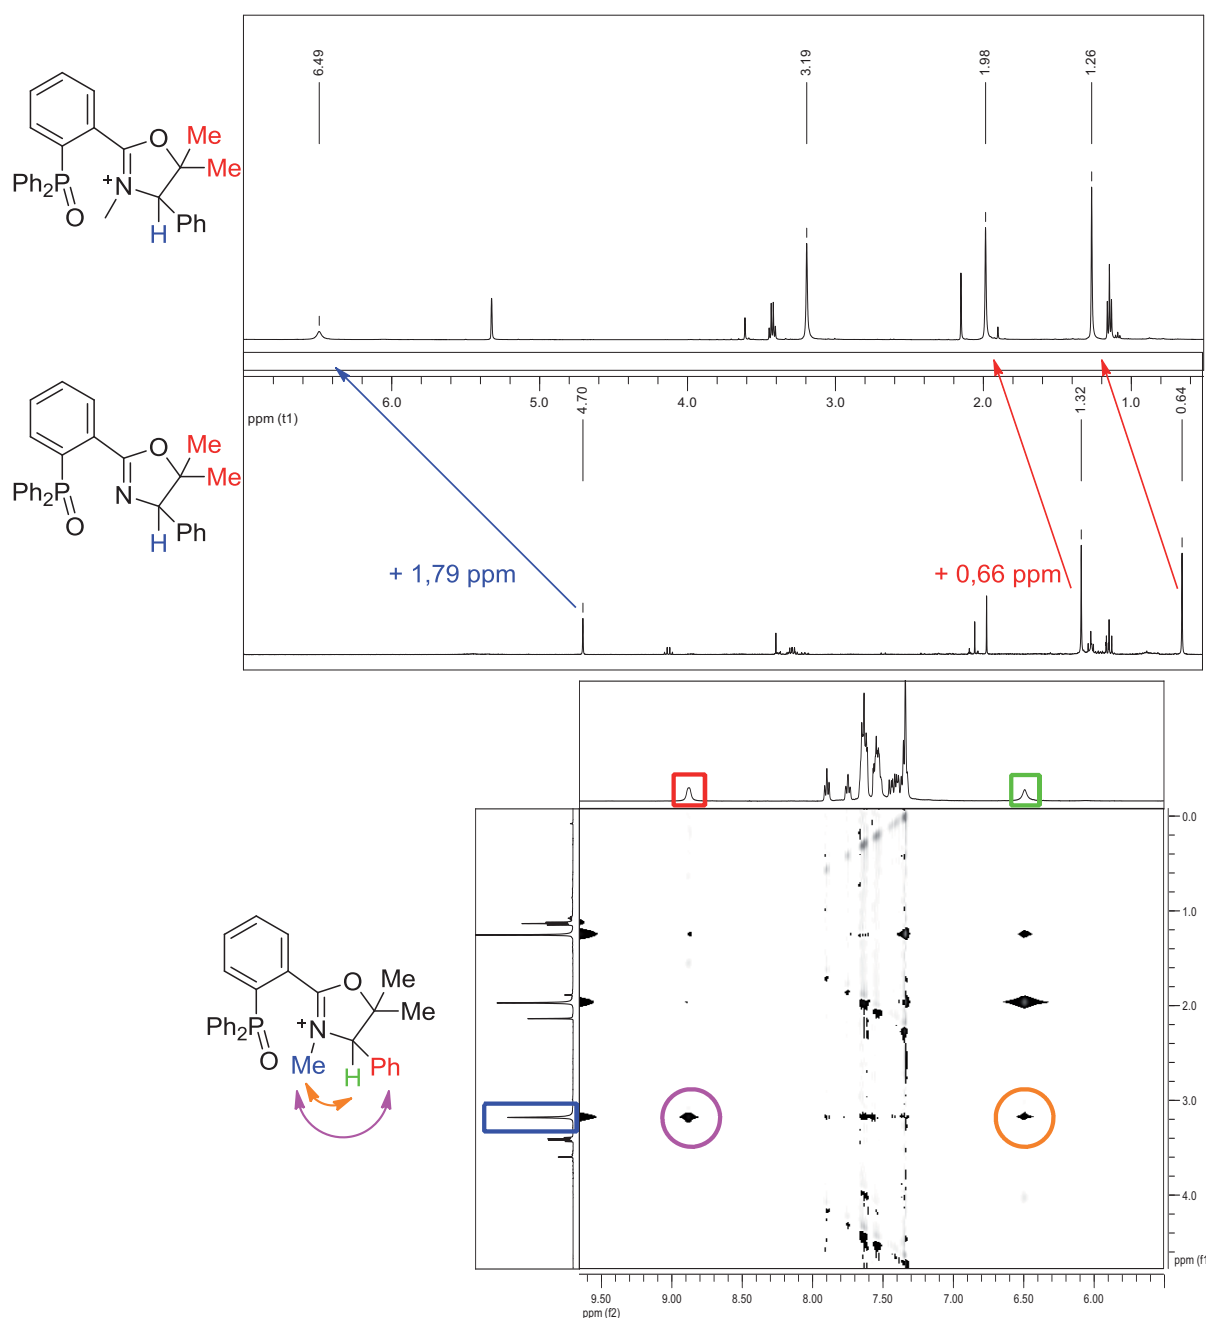 6.49
3.19
1.98
1.26
O
Me
Me
Ph2P
+
N
O
H
Ph
6.0
5.0
4.0
3.0
2.0
1.0
ppm (t1)
4.70
1.32
0.64
O
Me
Me
Ph2P
N
O
H
Ph
+ 1,79 ppm
+ 0,66 ppm
0.0
1.0
2.0
3.0
4.0
ppm (f1
O
Me
Me
Ph2P
+
N
O
Me
H
Ph
9.50
9.00
8.50
8.00
7.50
7.00
6.50
6.00
ppm (f2)